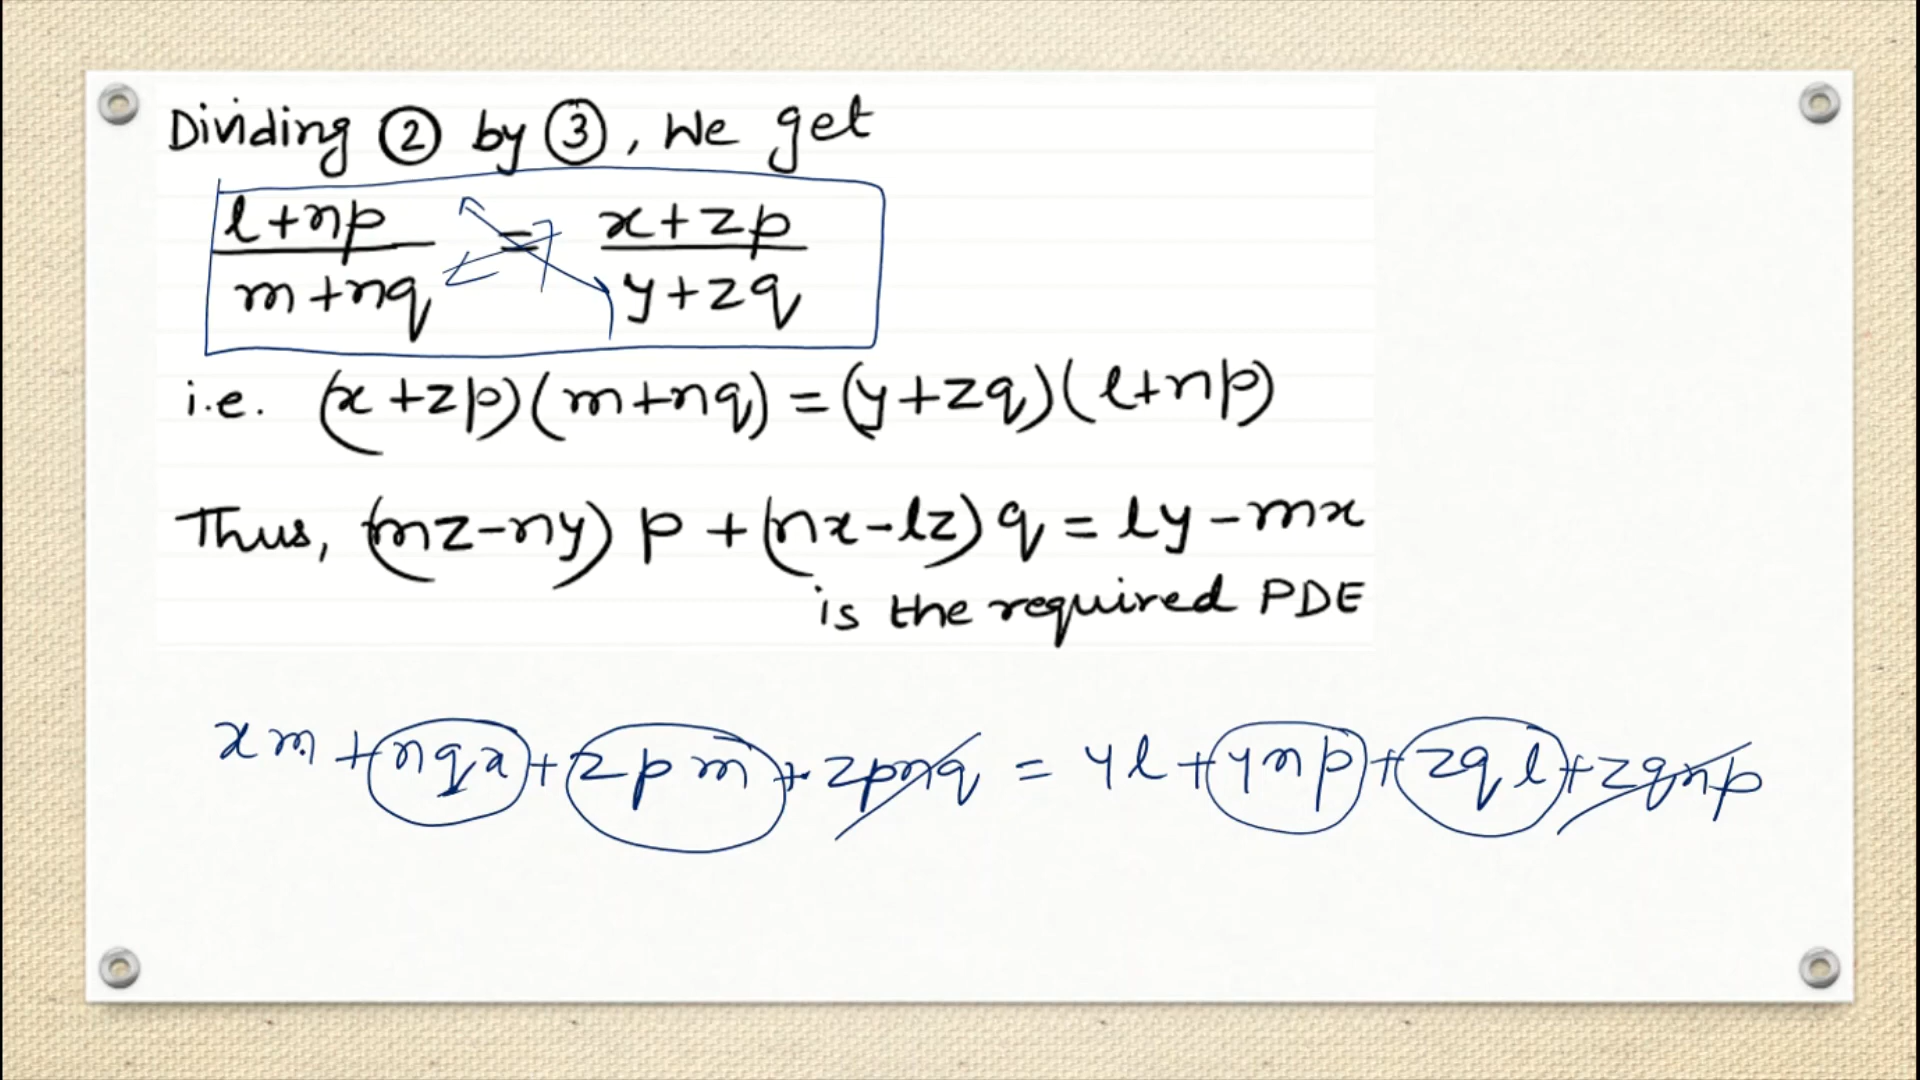 Dividing ② by ③, we get
l+np / m+nq = x+zp / y+zq
i.e. (x+zp)(m+nq) = (y+zq)(l+np)
Thus, (mz-ny) p + (nx-lz) q = ly-mx
is the required PDE
xm + nqx + zpm + zpnq = yl + ynp + zql + zqnp